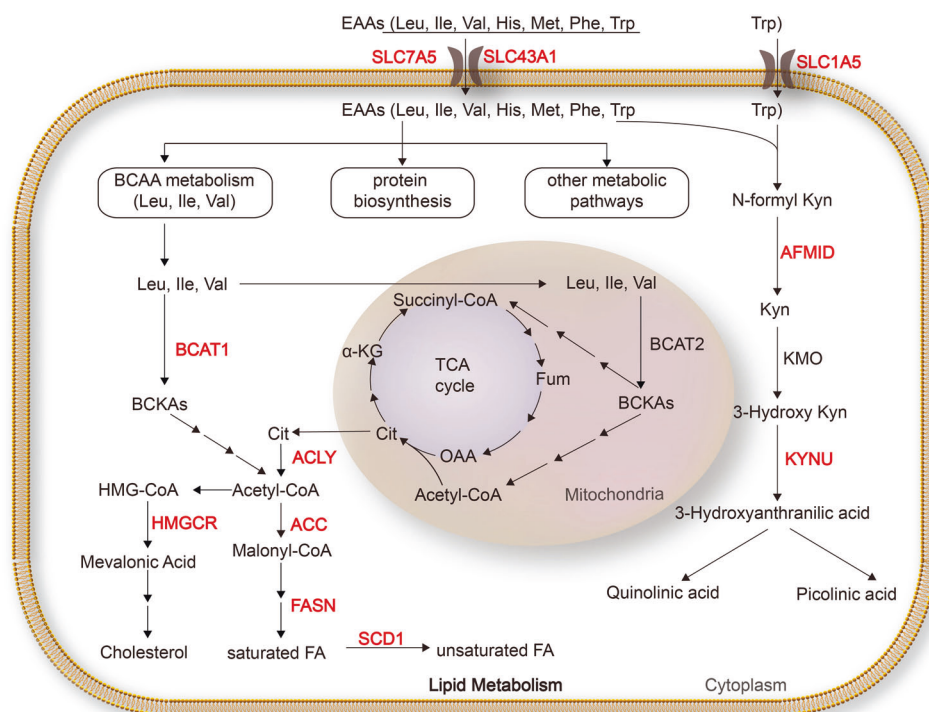 EAAs (Leu, Ile, Val, His, Met, Phe, Trp
Trp)
SLC7A5
SLC43A1
SLC1A5
EAAs (Leu, Ile, Val, His, Met, Phe, Trp
Trp)
BCAA metabolism
(Leu, Ile, Val)
protein
biosynthesis
other metabolic
pathways
N-formyl Kyn
AFMID
Leu, Ile, Val
Leu, Ile, Val
Succinyl-CoA
Kyn
BCAT1
α-KG
TCA
cycle
BCAT2
KMO
Fum
BCKAs
BCKAs
3-Hydroxy Kyn
Cit
Cit
OAA
ACLY
KYNU
HMG-CoA
Acetyl-CoA
Acetyl-CoA
Mitochondria
3-Hydroxyanthranilic acid
HMGCR
ACC
Mevalonic Acid
Malonyl-CoA
Quinolinic acid
Picolinic acid
FASN
SCD1
Cholesterol
saturated FA
unsaturated FA
Lipid Metabolism
Cytoplasm